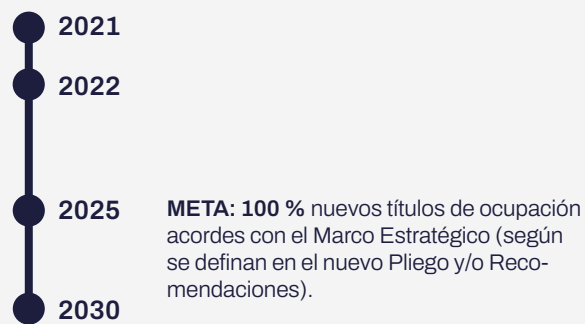 2021
2022
2025
META: 100 % nuevos títulos de ocupación
acordes con el Marco Estratégico (según
se definan en el nuevo Pliego y/o Reco-
mendaciones).
2030